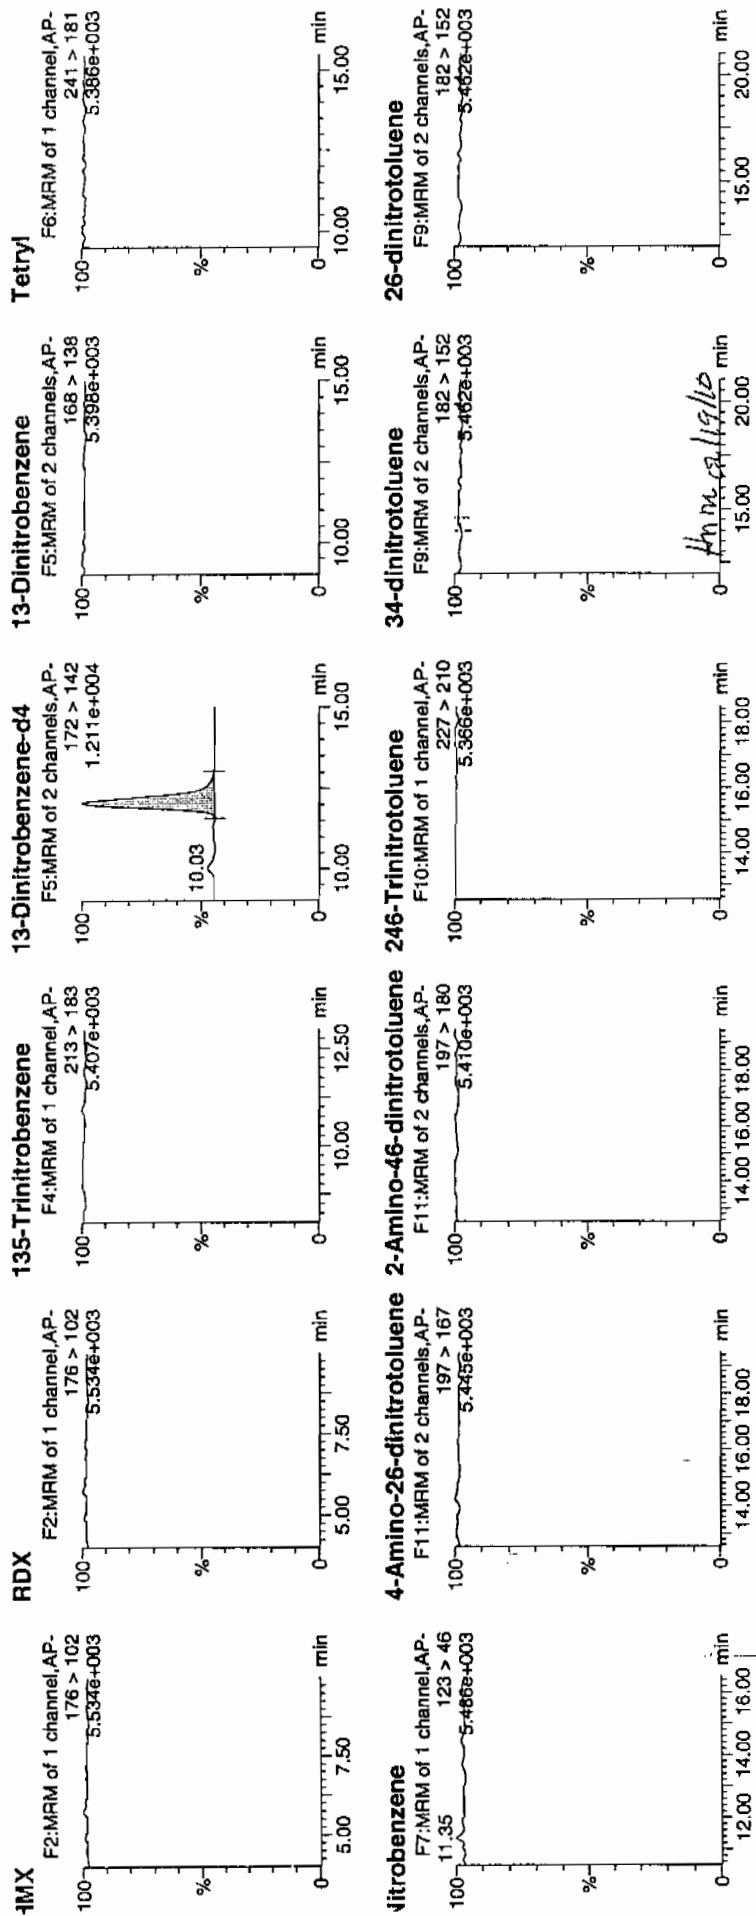 HMX
F2:MRM of 1 channel,AP-
176 > 102
5.534e+003
100
%
0
5.00
7.50
min
RDX
F2:MRM of 1 channel,AP-
176 > 102
5.534e+003
100
%
0
5.00
7.50
min
135-Trinitrobenzene
F4:MRM of 1 channel,AP-
213 > 183
5.407e+003
100
%
0
10.00
12.50
min
13-Dinitrobenzene-d4
F5:MRM of 2 channels,AP-
172 > 142
1.211e+004
100
10.03
%
0
10.00
15.00
min
13-Dinitrobenzene
F5:MRM of 2 channels,AP-
168 > 138
5.398e+003
100
%
0
10.00
15.00
min
Tetryl
F6:MRM of 1 channel,AP-
241 > 181
5.386e+003
100
%
0
10.00
15.00
min
Nitrobenzene
F7:MRM of 1 channel,AP-
123 > 46
5.486e+003
100
11.35
%
0
12.00
14.00
16.00
min
4-Amino-26-dinitrotoluene
F11:MRM of 2 channels,AP-
197 > 167
5.445e+003
100
%
0
14.00
16.00
18.00
min
2-Amino-46-dinitrotoluene
F11:MRM of 2 channels,AP-
197 > 180
5.410e+003
100
%
0
14.00
16.00
18.00
min
246-Trinitrotoluene
F10:MRM of 1 channel,AP-
227 > 210
5.366e+003
100
%
0
14.00
16.00
18.00
min
34-dinitrotoluene
F9:MRM of 2 channels,AP-
182 > 152
5.462e+003
100
%
0
15.00
20.00
min
26-dinitrotoluene
F9:MRM of 2 channels,AP-
182 > 152
5.462e+003
100
%
0
15.00
20.00
min